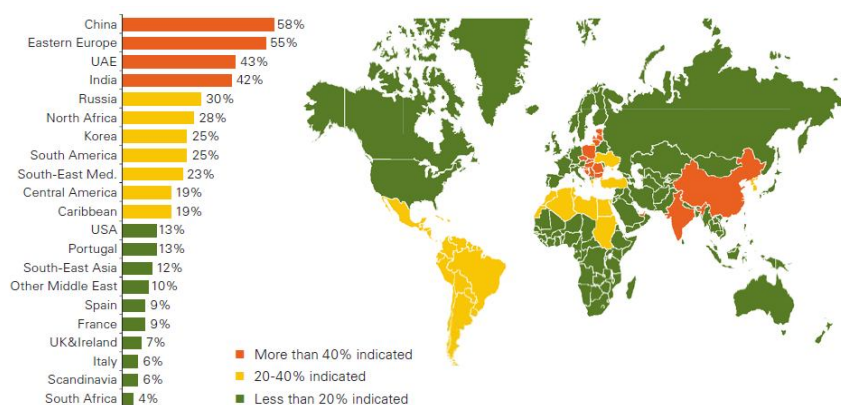 China 58%
Eastern Europe 55%
UAE 43%
India 42%
Russia 30%
North Africa 28%
Korea 25%
South America 25%
South-East Med. 23%
Central America 19%
Caribbean 19%
USA 13%
Portugal 13%
South-East Asia 12%
Other Middle East 10%
Spain 9%
France 9%
UK&Ireland 7%
Italy 6%
Scandinavia 6%
South Africa 4%
More than 40% indicated
20-40% indicated
Less than 20% indicated